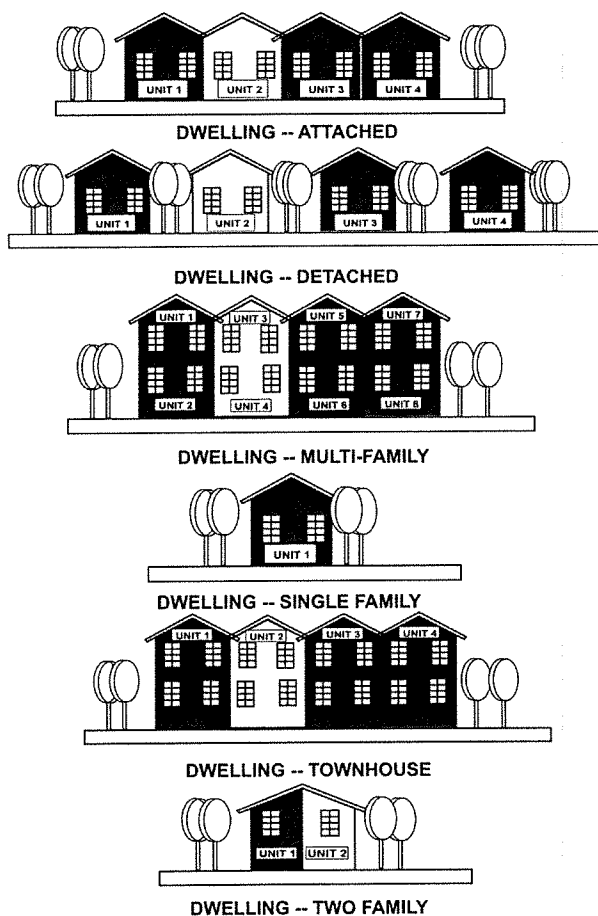 UNIT 1 UNIT 2 UNIT 3 UNIT 4
DWELLING -- ATTACHED
UNIT 1 UNIT 2 UNIT 3 UNIT 4
DWELLING -- DETACHED
UNIT 1 UNIT 3 UNIT 5 UNIT 7
UNIT 2 UNIT 4 UNIT 6 UNIT 8
DWELLING -- MULTI-FAMILY
UNIT 1
DWELLING -- SINGLE FAMILY
UNIT 1 UNIT 2 UNIT 3 UNIT 4
DWELLING -- TOWNHOUSE
UNIT 1 UNIT 2
DWELLING -- TWO FAMILY